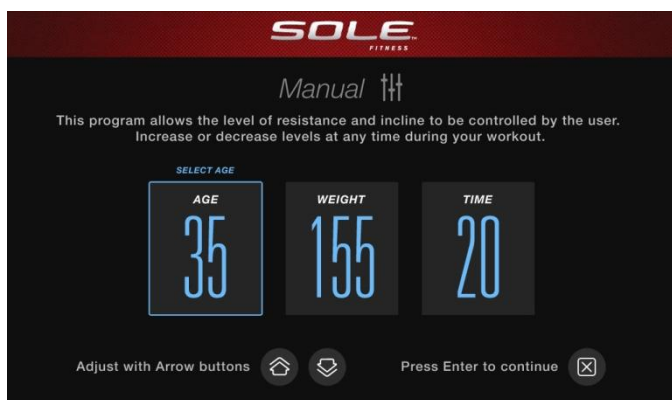 SOLE
FITNESS
Manual
This program allows the level of resistance and incline to be controlled by the user.
Increase or decrease levels at any time during your workout.
SELECT AGE
AGE
WEIGHT
TIME
35
155
20
Adjust with Arrow buttons
Press Enter to continue